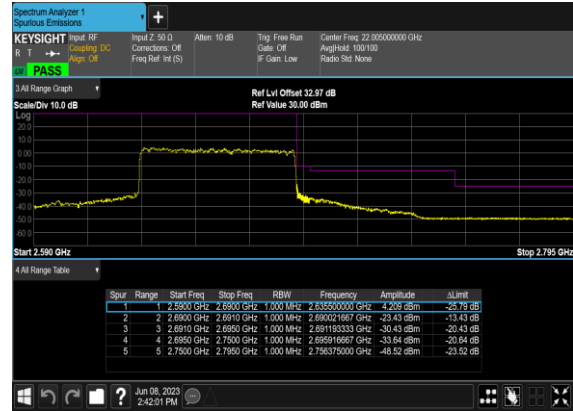 Spectrum Analyzer 1
Spurious Emissions
+
KEYSIGHT
R T
LXI PASS
Input: RF
Coupling: DC
Align: Off
Input Z: 50 Ω
Corrections: Off
Freq Ref: Int (S)
Atten: 10 dB
Trig: Free Run
Gate: Off
IF Gain: Low
Center Freq: 22.005000000 GHz
Avg|Hold: 100/100
Radio Std: None
3 All Range Graph
Scale/Div 10.0 dB
Ref Lvl Offset 32.97 dB
Ref Value 30.00 dBm
Log
20.0
10.0
0.00
-10.0
-20.0
-30.0
-40.0
-50.0
-60.0
Start 2.590 GHz
Stop 2.795 GHz
4 All Range Table
Spur Range Start Freq Stop Freq RBW Frequency Amplitude ΔLimit
1 1 2.5900 GHz 2.6900 GHz 1.000 MHz 2.635500000 GHz 4.209 dBm -25.79 dB
2 2 2.6900 GHz 2.6910 GHz 1.000 MHz 2.690021667 GHz -23.43 dBm -13.43 dB
3 3 2.6910 GHz 2.6950 GHz 1.000 MHz 2.691193333 GHz -30.43 dBm -20.43 dB
4 4 2.6950 GHz 2.7500 GHz 1.000 MHz 2.695916667 GHz -33.64 dBm -20.64 dB
5 5 2.7500 GHz 2.7950 GHz 1.000 MHz 2.756375000 GHz -48.52 dBm -23.52 dB
?
Jun 08, 2023
2:42:01 PM